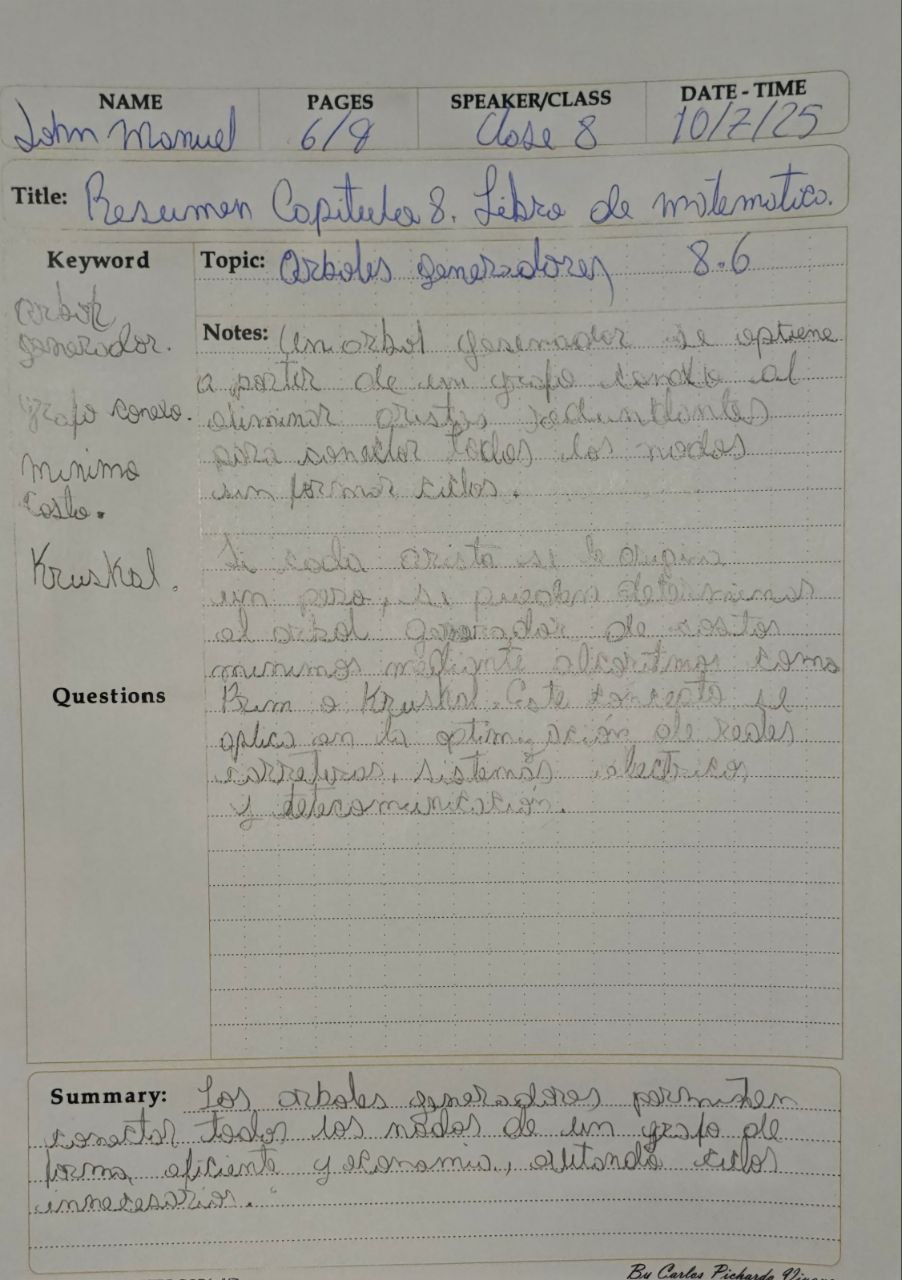 NAME PAGES SPEAKER/CLASS DATE - TIME
John Manuel 6/8 Clase 8 10/7/25
Title: Resumen Capitulo 8. Libro de matematica.
Keyword
Topic: Arboles generadores 8.6
arbol
generador.
grafo conexo.
minimo
costo.
Kruskal.
Questions
Notes: Un arbol generador se optiene
a partir de un grafo conexo al
eliminar aristas redundantes
para conectar todos los nodos
sin formar ciclos.
Si cada arista se le asigna
un peso, se pueden determinar
el arbol generador de costos
minimos mediante algoritmos como
Prim o Kruskal. Este concepto se
aplica en la optimización de redes
carreteras, sistemas electricos
y telecomunicación.
Summary: Los arboles generadores permiten
conectar todos los nodos de un grafo de
forma eficiente y economia, evitando ciclos
innecesarios.
By Carlos Pichardo